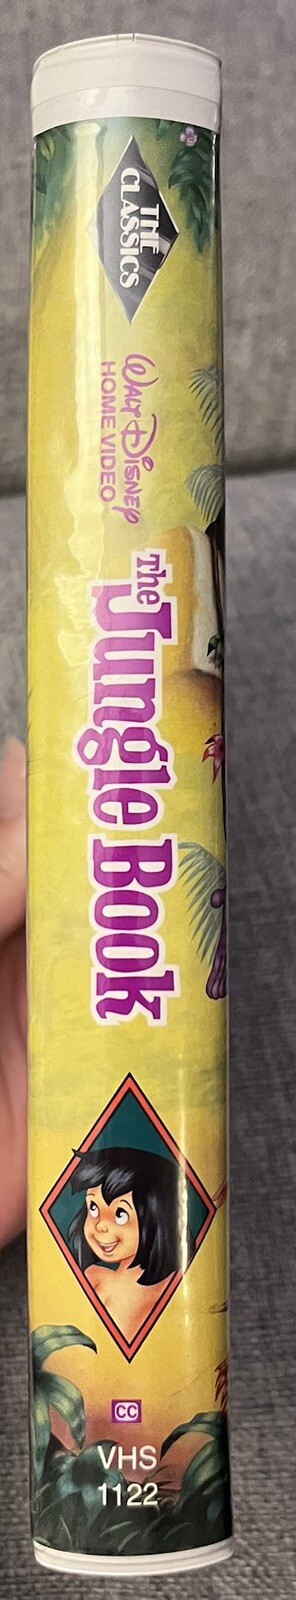 THE
CLASSICS
WALT DISNEY
HOME VIDEO
The
Jungle Book
CC
VHS
1122